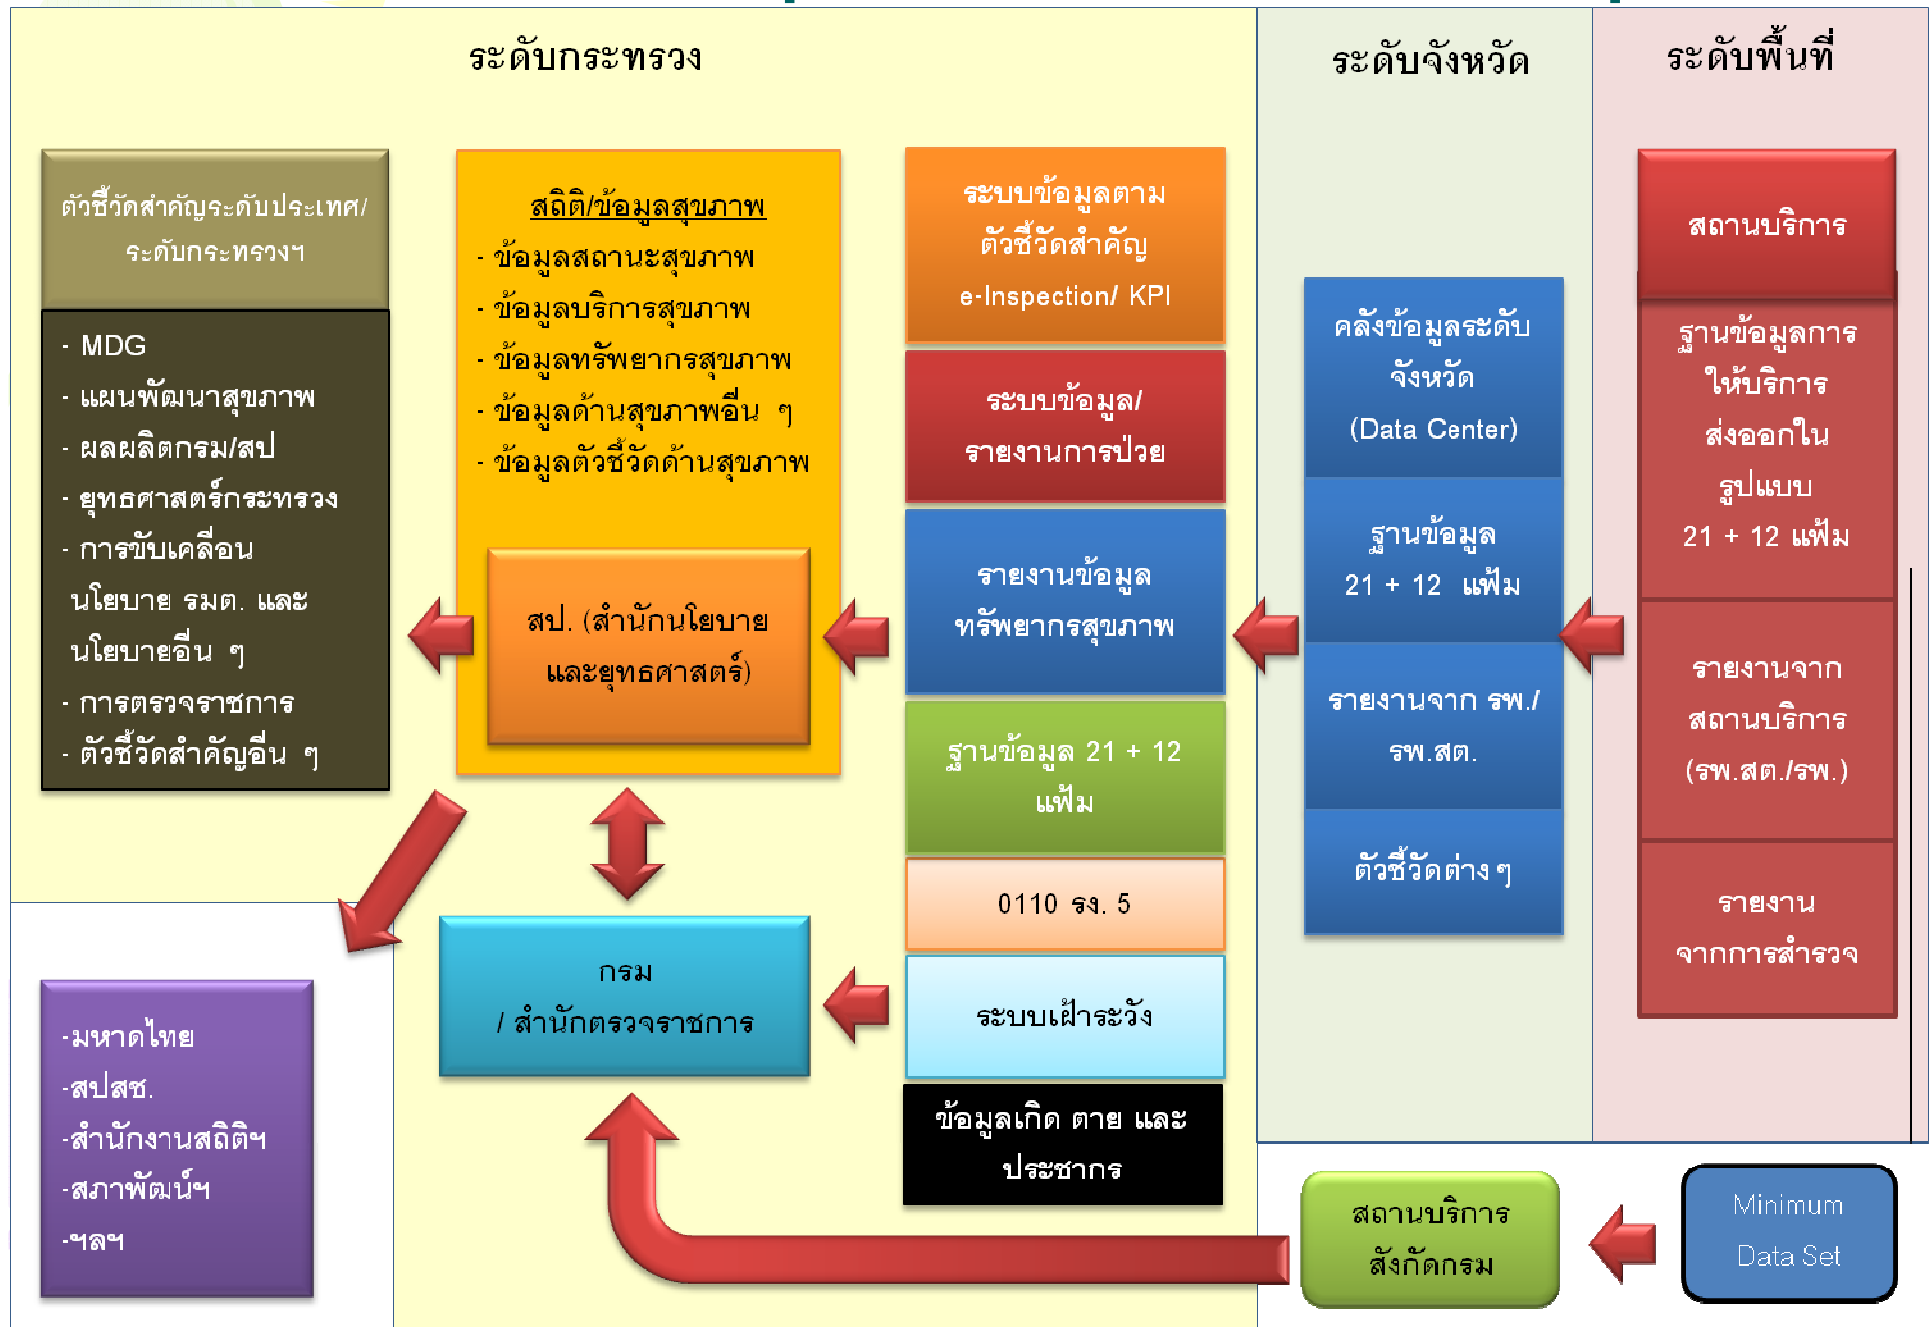 ระดับกระทรวง
ระดับจังหวัด
ระดับพื้นที่
ตัวชี้วัดสำคัญระดับประเทศ/
ระดับกระทรวงฯ
- MDG
- แผนพัฒนาสุขภาพ
- ผลผลิตกรม/สป
- ยุทธศาสตร์กระทรวง
- การขับเคลื่อน
นโยบาย รมต. และ
นโยบายอื่น ๆ
- การตรวจราชการ
- ตัวชี้วัดสำคัญอื่น ๆ
-มหาดไทย
-สปสช.
-สำนักงานสถิติฯ
-สภาพัฒน์ฯ
-ฯลฯ
สถิติ/ข้อมูลสุขภาพ
- ข้อมูลสถานะสุขภาพ
- ข้อมูลบริการสุขภาพ
- ข้อมูลทรัพยากรสุขภาพ
- ข้อมูลด้านสุขภาพอื่น ๆ
- ข้อมูลตัวชี้วัดด้านสุขภาพ
สป. (สำนักนโยบาย
และยุทธศาสตร์)
กรม
/ สำนักตรวจราชการ
ระบบข้อมูลตาม
ตัวชี้วัดสำคัญ
e-Inspection/ KPI
ระบบข้อมูล/
รายงานการป่วย
รายงานข้อมูล
ทรัพยากรสุขภาพ
ฐานข้อมูล 21 + 12
แฟ้ม
0110 รง. 5
ระบบเฝ้าระวัง
ข้อมูลเกิด ตาย และ
ประชากร
คลังข้อมูลระดับ
จังหวัด
(Data Center)
ฐานข้อมูล
21 + 12 แฟ้ม
รายงานจาก รพ./
รพ.สต.
ตัวชี้วัดต่างๆ
สถานบริการ
ฐานข้อมูลการ
ให้บริการ
ส่งออกใน
รูปแบบ
21 + 12 แฟ้ม
รายงานจาก
สถานบริการ
(รพ.สต./รพ.)
รายงาน
จากการสำรวจ
สถานบริการ
สังกัดกรม
Minimum
Data Set